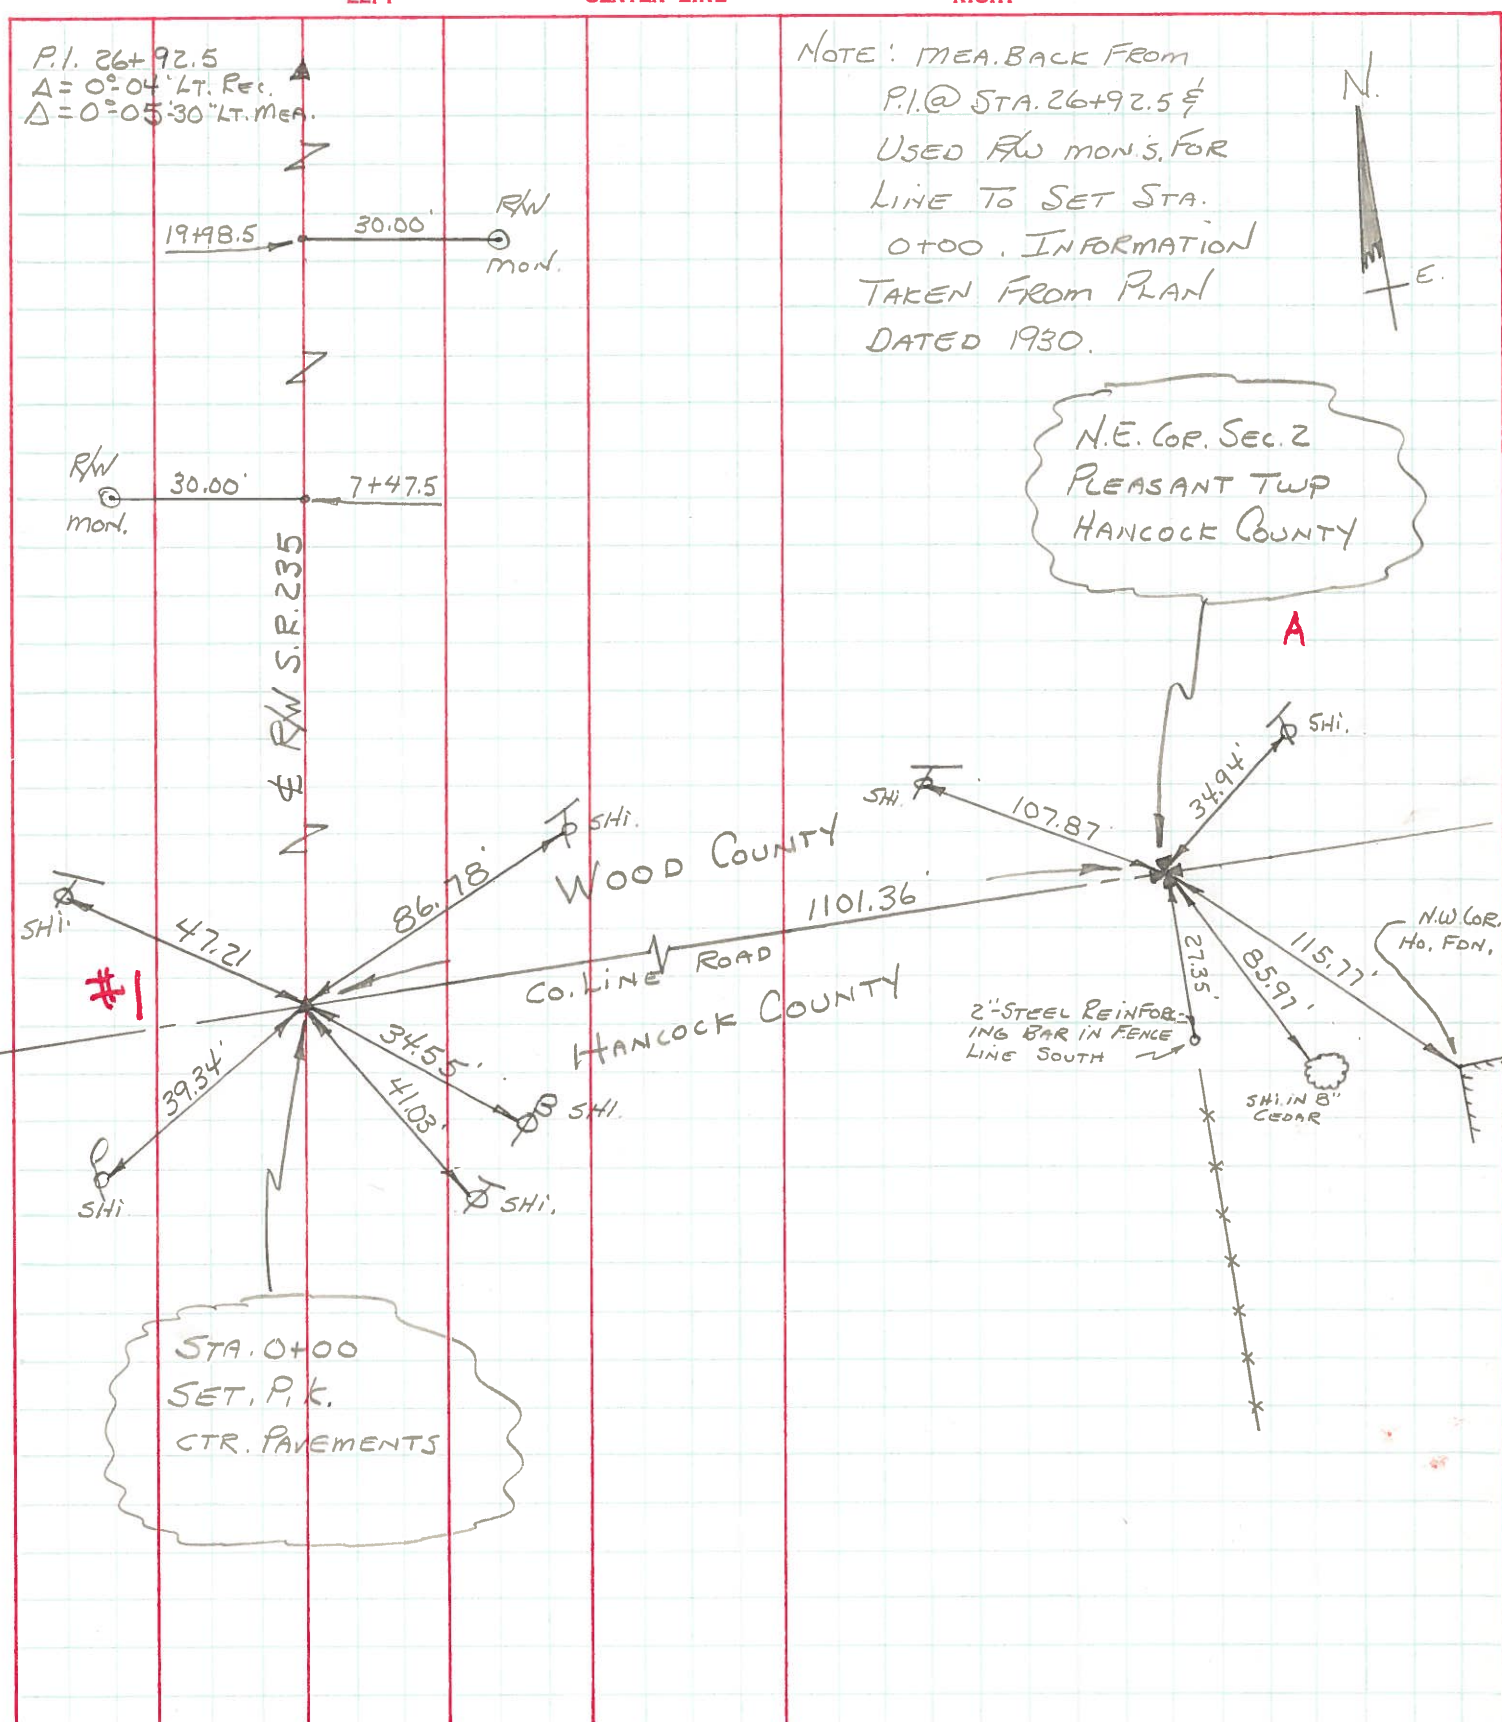 CENTER LINE
P.I. 26+92.5
Δ = 0°-04' LT. REC.
Δ = 0°-05'-30" LT. MEA.
NOTE: MEA. BACK FROM
P.I. @ STA. 26+92.5 &
USED R/W MON'S. FOR
LINE TO SET STA.
0+00. INFORMATION
TAKEN FROM PLAN
DATED 1930.
N.
E.
19+98.5
30.00'
R/W
MON.
R/W
MON.
30.00'
7+47.5
℄ R/W S.R. 235
N.E. COR. SEC. 2
PLEASANT TWP
HANCOCK COUNTY
A
SHI.
34.94'
SHI.
107.87
SHI.
86.78'
WOOD COUNTY
1101.36'
SHI.
47.21
#1
CO. LINE ROAD
HANCOCK COUNTY
N.W. COR.
HO. FDN.
27.35'
85.97'
115.77'
2"-STEEL REINFORC-
ING BAR IN FENCE
LINE SOUTH
SHI. IN 8"
CEDAR
39.34'
34.55'
41.03'
SHI.
SHI.
SHI.
STA. 0+00
SET. P.K.
CTR. PAVEMENTS